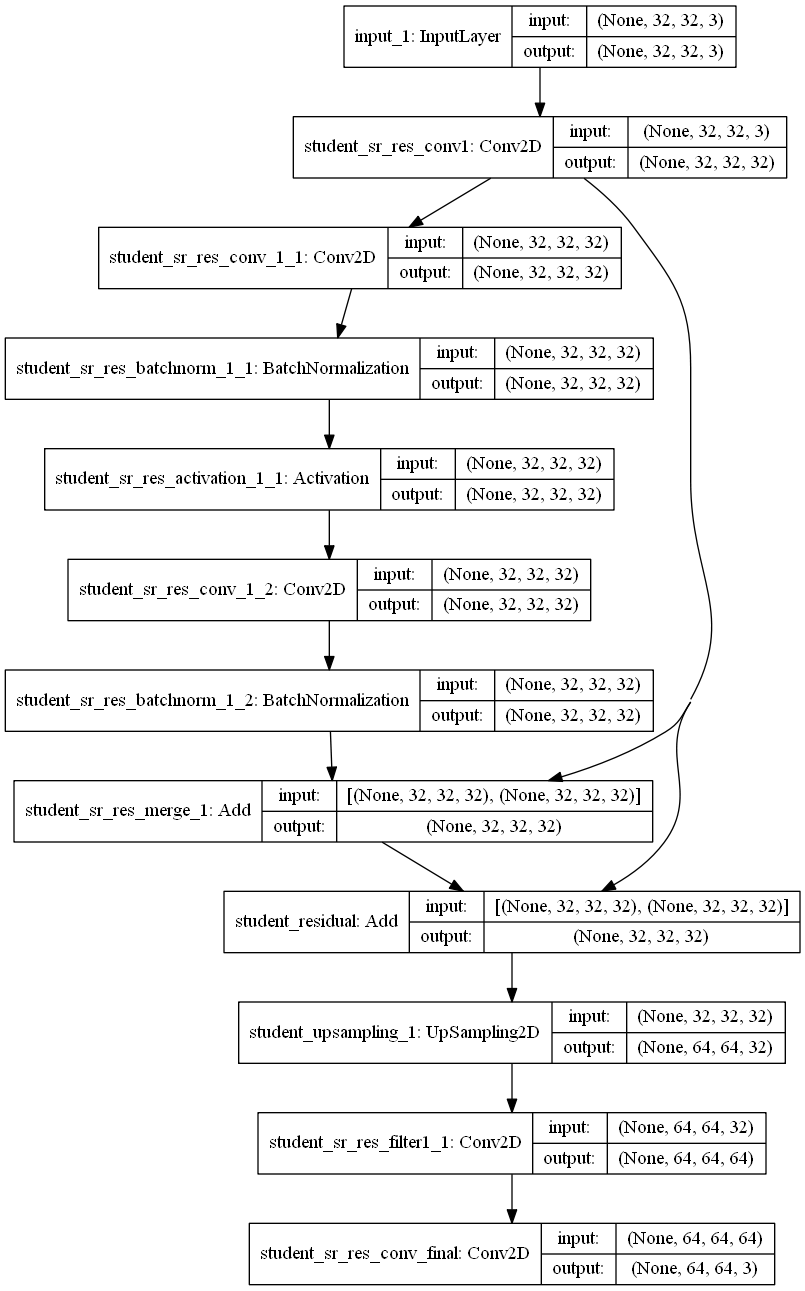 input_1: InputLayer
input: (None, 32, 32, 3)
output: (None, 32, 32, 3)
student_sr_res_conv1: Conv2D
input: (None, 32, 32, 3)
output: (None, 32, 32, 32)
student_sr_res_conv_1_1: Conv2D
input: (None, 32, 32, 32)
output: (None, 32, 32, 32)
student_sr_res_batchnorm_1_1: BatchNormalization
input: (None, 32, 32, 32)
output: (None, 32, 32, 32)
student_sr_res_activation_1_1: Activation
input: (None, 32, 32, 32)
output: (None, 32, 32, 32)
student_sr_res_conv_1_2: Conv2D
input: (None, 32, 32, 32)
output: (None, 32, 32, 32)
student_sr_res_batchnorm_1_2: BatchNormalization
input: (None, 32, 32, 32)
output: (None, 32, 32, 32)
student_sr_res_merge_1: Add
input: [(None, 32, 32, 32), (None, 32, 32, 32)]
output: (None, 32, 32, 32)
student_residual: Add
input: [(None, 32, 32, 32), (None, 32, 32, 32)]
output: (None, 32, 32, 32)
student_upsampling_1: UpSampling2D
input: (None, 32, 32, 32)
output: (None, 64, 64, 32)
student_sr_res_filter1_1: Conv2D
input: (None, 64, 64, 32)
output: (None, 64, 64, 64)
student_sr_res_conv_final: Conv2D
input: (None, 64, 64, 64)
output: (None, 64, 64, 3)